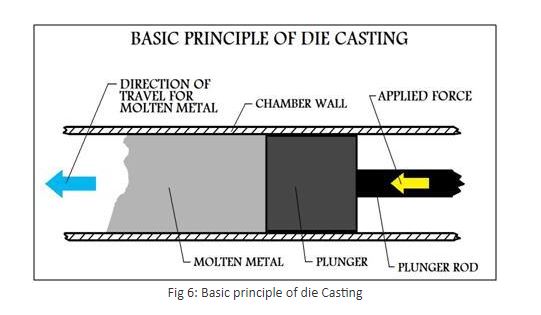 BASIC PRINCIPLE OF DIE CASTING
DIRECTION OF
TRAVEL FOR
MOLTEN METAL
CHAMBER WALL
APPLIED FORCE
MOLTEN METAL
PLUNGER
PLUNGER ROD
Fig 6: Basic principle of die Casting